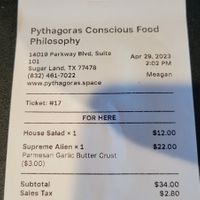 Pythagoras Conscious Food
Philosophy
14019 Parkway Blvd, Suite
101
Sugar Land, TX 77478
(832) 461-7022
www.pythagoras.space
Apr 29, 2023
2:02 PM
Meagan
Ticket: #17
FOR HERE
House Salad × 1 $12.00
Supreme Alien × 1 $22.00
Parmesan Garlic Butter Crust
($3.00)
Subtotal $34.00
Sales Tax $2.80